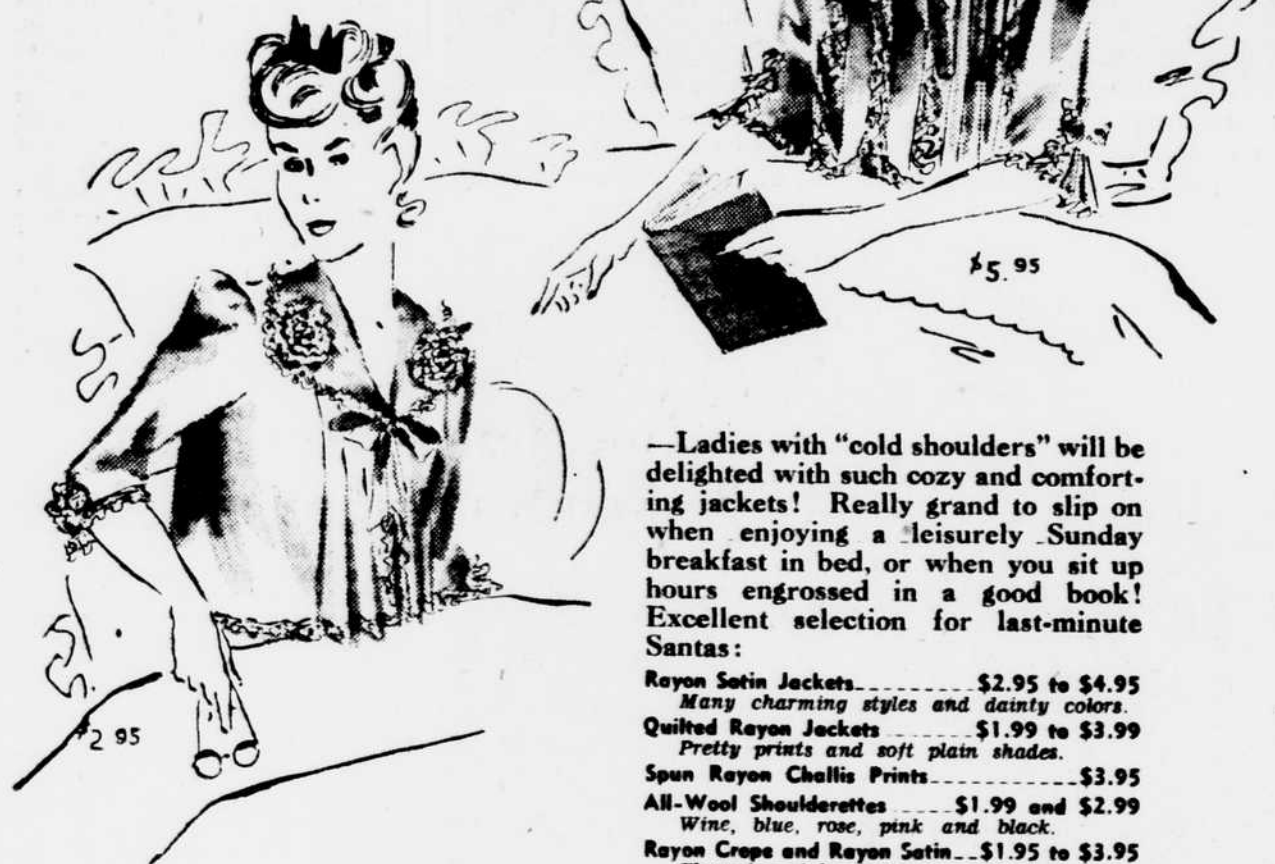 $5.95
—Ladies with "cold shoulders" will be
delighted with such cozy and comfort-
ing jackets! Really grand to slip on
when enjoying a leisurely Sunday
breakfast in bed, or when you sit up
hours engrossed in a good book!
Excellent selection for last-minute
Santas:
Rayon Satin Jackets__________$2.95 to $4.95
Many charming styles and dainty colors.
Quilted Rayon Jackets ________$1.99 to $3.99
Pretty prints and soft plain shades.
Spun Rayon Challis Prints____________$3.95
All-Wool Shoulderettes _____$1.99 and $2.99
Wine, blue, rose, pink and black.
Rayon Crepe and Rayon Satin__$1.95 to $3.95
$2 95